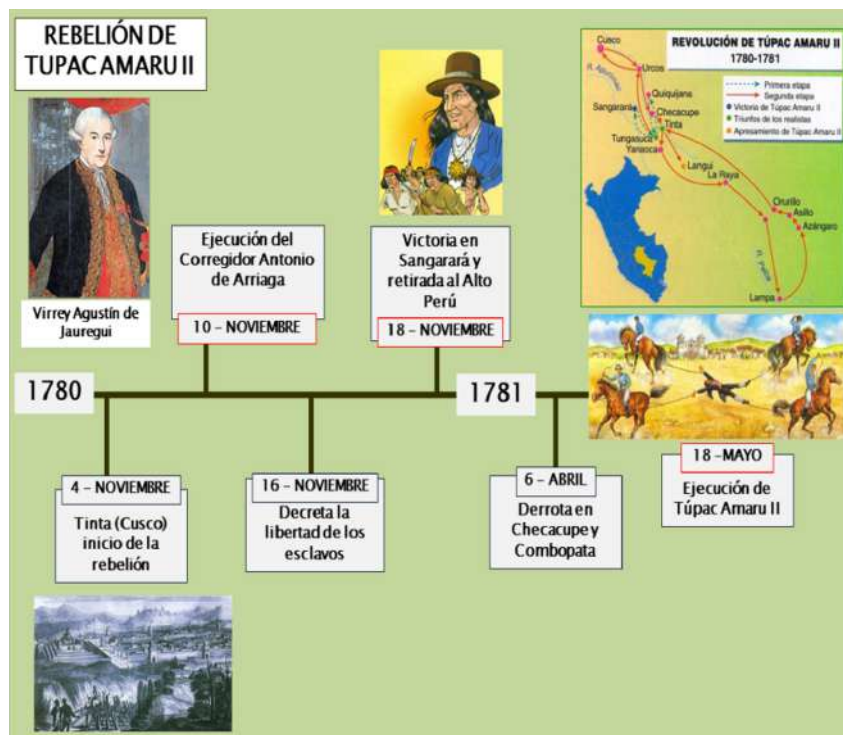 REBELIÓN DE
TUPAC AMARU II
Virrey Agustín de
Jauregui
Ejecución del
Corregidor Antonio
de Arriaga
10 – NOVIEMBRE
Victoria en
Sangarará y
retirada al Alto
Perú
18 – NOVIEMBRE
REVOLUCIÓN DE TÚPAC AMARU II
1780-1781
Primera etapa
Segunda etapa
Victoria de Túpac Amaru II
Triunfos de los realistas
Apresamiento de Túpac Amaru II
Cusco
Urcos
Quiquijana
Sangarará
Checacupe
Tinta
Tungasuca
Yanaoca
Langui
La Raya
Orurillo
Asillo
Azángaro
Lampa
1780
1781
4 – NOVIEMBRE
Tinta (Cusco)
inicio de la
rebelión
16 – NOVIEMBRE
Decreta la
libertad de los
esclavos
6 – ABRIL
Derrota en
Checacupe y
Combopata
18 –MAYO
Ejecución de
Túpac Amaru II